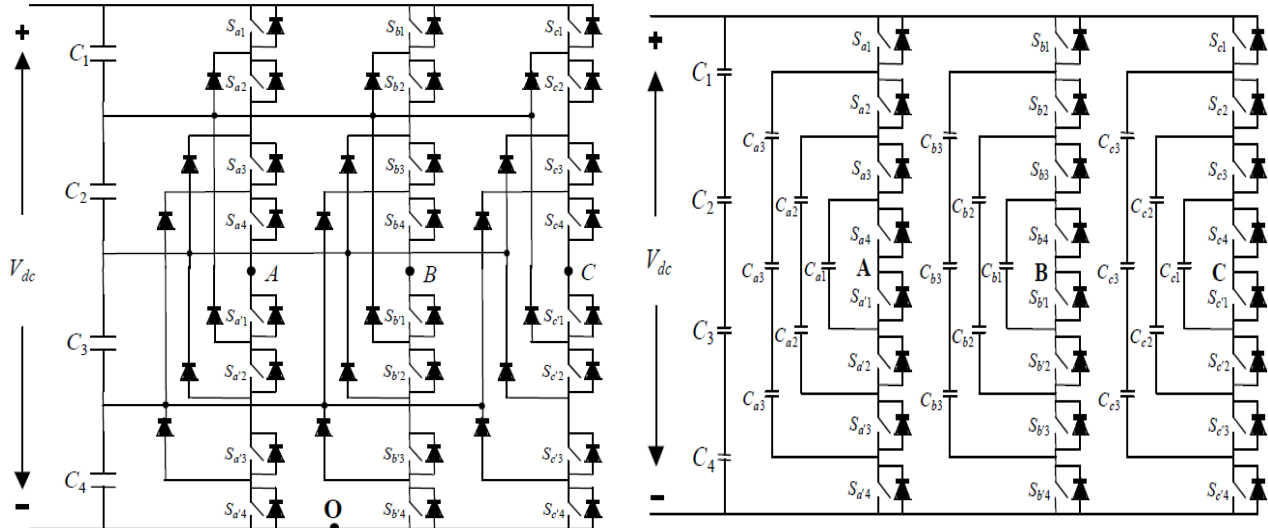 +
C1
C2
Vdc
C3
C4
−
Sa1
Sa2
Sa3
Sa4
A
Sa'1
Sa'2
Sa'3
Sa'4
Sb1
Sb2
Sb3
Sb4
B
Sb'1
Sb'2
Sb'3
Sb'4
O
Sc1
Sc2
Sc3
Sc4
C
Sc'1
Sc'2
Sc'3
Sc'4
+
C1
C2
Vdc
C3
C4
−
Ca3
Ca3
Ca3
Ca2
Ca2
Ca1
Sa1
Sa2
Sa3
Sa4
A
Sa'1
Sa'2
Sa'3
Sa'4
Cb3
Cb3
Cb3
Cb2
Cb2
Cb1
Sb1
Sb2
Sb3
Sb4
B
Sb'1
Sb'2
Sb'3
Sb'4
Cc3
Cc3
Cc3
Cc2
Cc2
Cc1
Sc1
Sc2
Sc3
Sc4
C
Sc'1
Sc'2
Sc'3
Sc'4